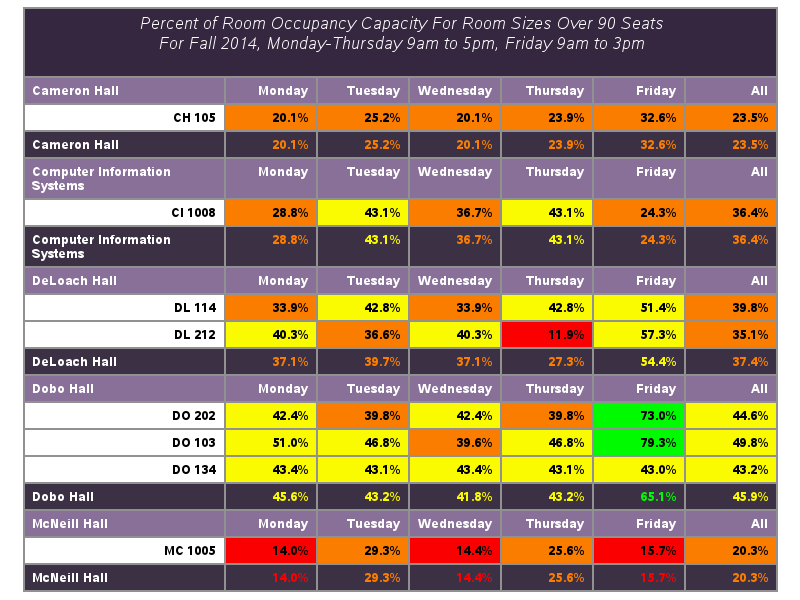 Percent of Room Occupancy Capacity For Room Sizes Over 90 Seats
For Fall 2014, Monday-Thursday 9am to 5pm, Friday 9am to 3pm
Cameron Hall Monday Tuesday Wednesday Thursday Friday All
CH 105 20.1% 25.2% 20.1% 23.9% 32.6% 23.5%
Cameron Hall 20.1% 25.2% 20.1% 23.9% 32.6% 23.5%
Computer Information Monday Tuesday Wednesday Thursday Friday All
Systems
CI 1008 28.8% 43.1% 36.7% 43.1% 24.3% 36.4%
Computer Information 28.8% 43.1% 36.7% 43.1% 24.3% 36.4%
Systems
DeLoach Hall Monday Tuesday Wednesday Thursday Friday All
DL 114 33.9% 42.8% 33.9% 42.8% 51.4% 39.8%
DL 212 40.3% 36.6% 40.3% 11.9% 57.3% 35.1%
DeLoach Hall 37.1% 39.7% 37.1% 27.3% 54.4% 37.4%
Dobo Hall Monday Tuesday Wednesday Thursday Friday All
DO 202 42.4% 39.8% 42.4% 39.8% 73.0% 44.6%
DO 103 51.0% 46.8% 39.6% 46.8% 79.3% 49.8%
DO 134 43.4% 43.1% 43.4% 43.1% 43.0% 43.2%
Dobo Hall 45.6% 43.2% 41.8% 43.2% 65.1% 45.9%
McNeill Hall Monday Tuesday Wednesday Thursday Friday All
MC 1005 14.0% 29.3% 14.4% 25.6% 15.7% 20.3%
McNeill Hall 14.0% 29.3% 14.4% 25.6% 15.7% 20.3%